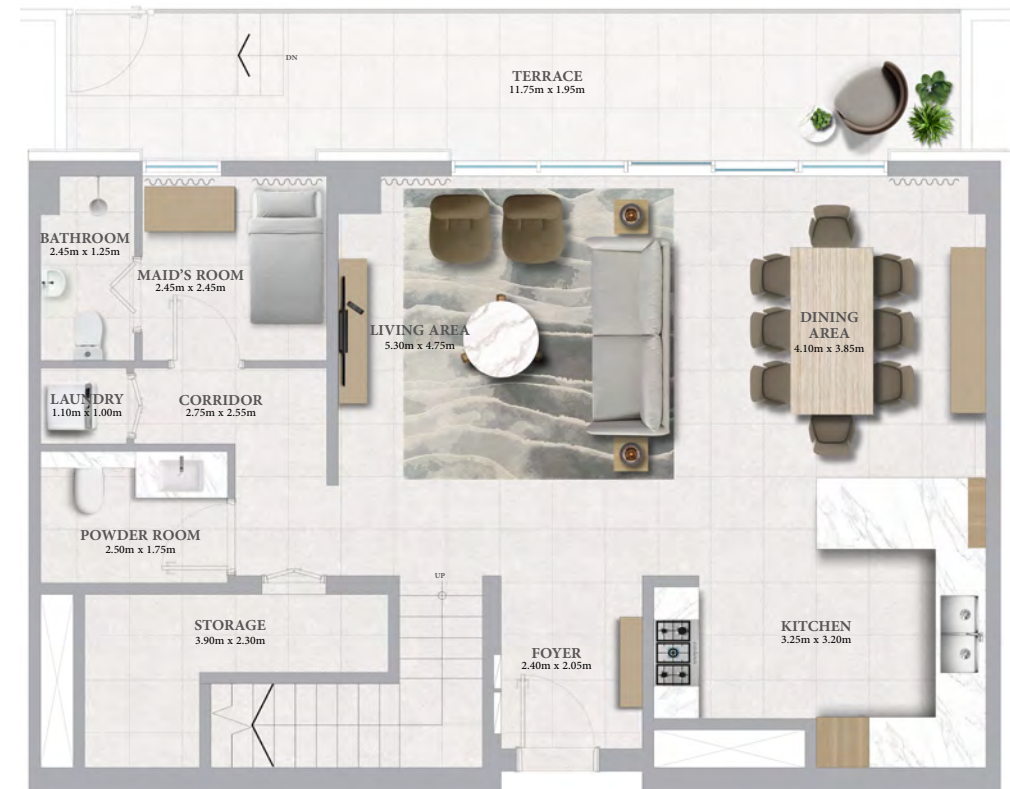 DN
TERRACE
11.75m x 1.95m
BATHROOM
2.45m x 1.25m
MAID'S ROOM
2.45m x 2.45m
LIVING AREA
5.30m x 4.75m
DINING
AREA
4.10m x 3.85m
LAUNDRY
1.10m x 1.00m
CORRIDOR
2.75m x 2.55m
POWDER ROOM
2.50m x 1.75m
UP
STORAGE
3.90m x 2.30m
FOYER
2.40m x 2.05m
KITCHEN
3.25m x 3.20m